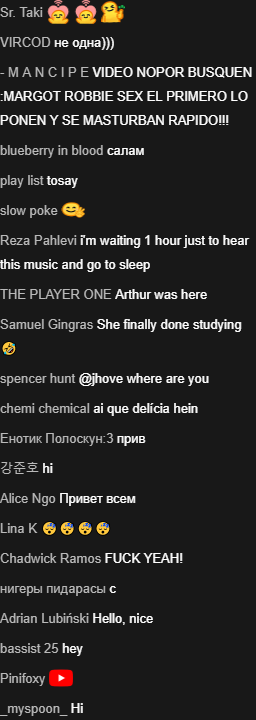 Sr. Taki
VIRCOD не одна)))
- M A N C I P E VIDEO NOPOR BUSQUEN
:MARGOT ROBBIE SEX EL PRIMERO LO
PONEN Y SE MASTURBAN RAPIDO!!!
blueberry in blood салам
play list tosay
slow poke
Reza Pahlevi i'm waiting 1 hour just to hear
this music and go to sleep
THE PLAYER ONE Arthur was here
Samuel Gingras She finally done studying
🤣
spencer hunt @jhove where are you
chemi chemical ai que delícia hein
Енотик Полоскун:3 прив
강준호 hi
Alice Ngo Привет всем
Lina K 😴😴😴😴
Chadwick Ramos FUCK YEAH!
нигеры пидарасы с
Adrian Lubiński Hello, nice
bassist 25 hey
Pinifoxy
_myspoon_ Hi